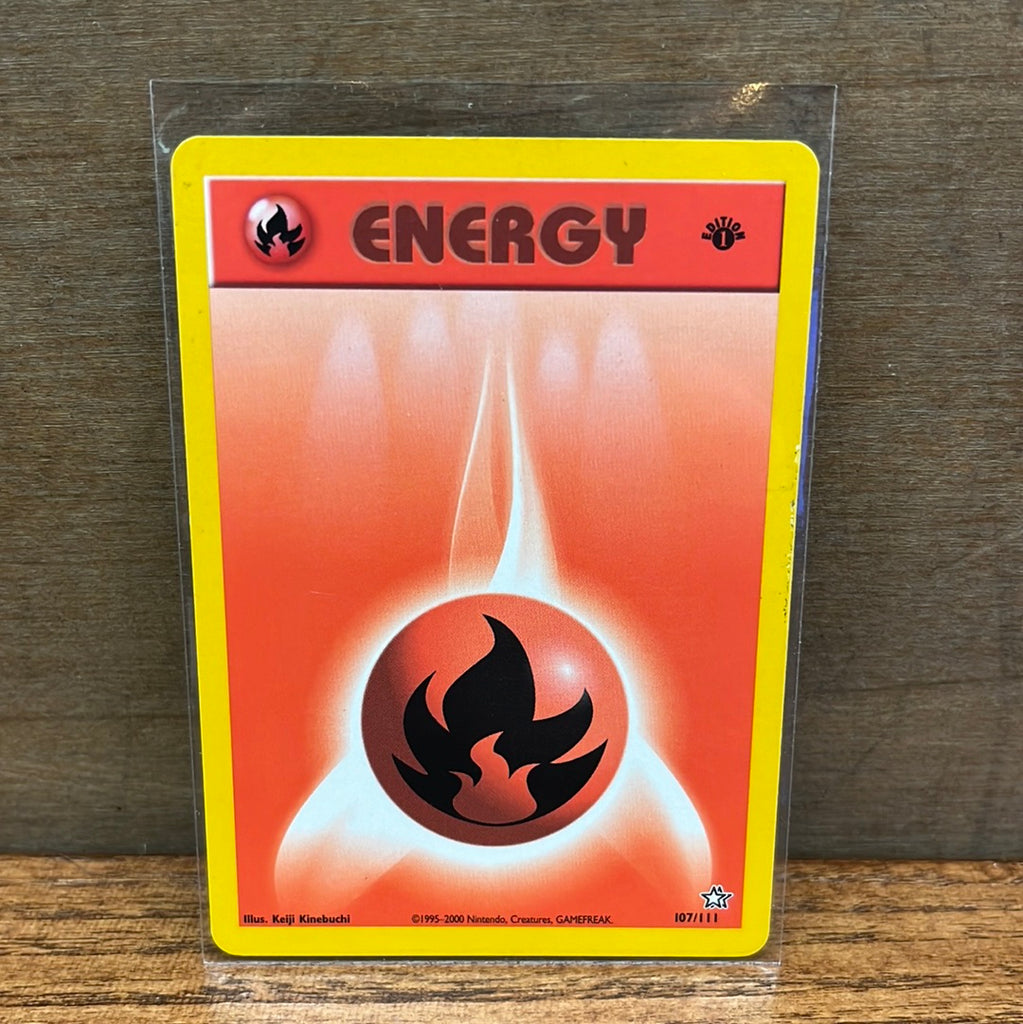 ENERGY
EDITION
1
Illus. Keiji Kinebuchi
©1995-2000 Nintendo, Creatures, GAMEFREAK.
107/111